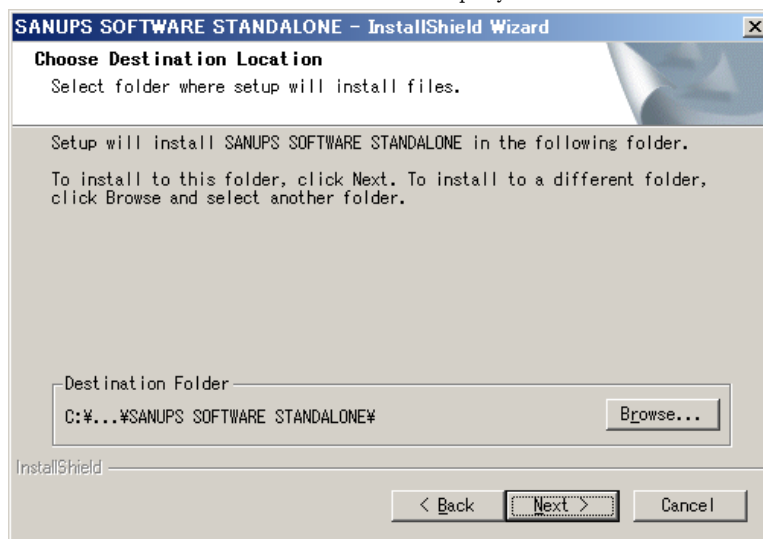 SANUPS SOFTWARE STANDALONE - InstallShield Wizard
Choose Destination Location
Select folder where setup will install files.
Setup will install SANUPS SOFTWARE STANDALONE in the following folder.
To install to this folder, click Next. To install to a different folder,
click Browse and select another folder.
Destination Folder
C:¥...¥SANUPS SOFTWARE STANDALONE¥
Browse...
InstallShield
< Back
Next >
Cancel